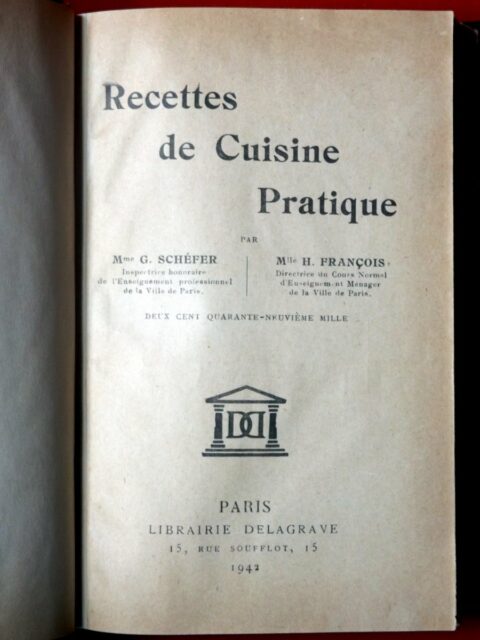 Recettes
de Cuisine
Pratique
PAR
Mme G. SCHÉFER
Inspectrice honoraire
de l'Enseignement professionnel
de la Ville de Paris.
Mlle H. FRANÇOIS
Directrice du Cours Normal
d'Enseignement Ménager
de la Ville de Paris.
DEUX CENT QUARANTE-NEUVIÈME MILLE
DD
PARIS
LIBRAIRIE DELAGRAVE
15, RUE SOUFFLOT, 15
1942